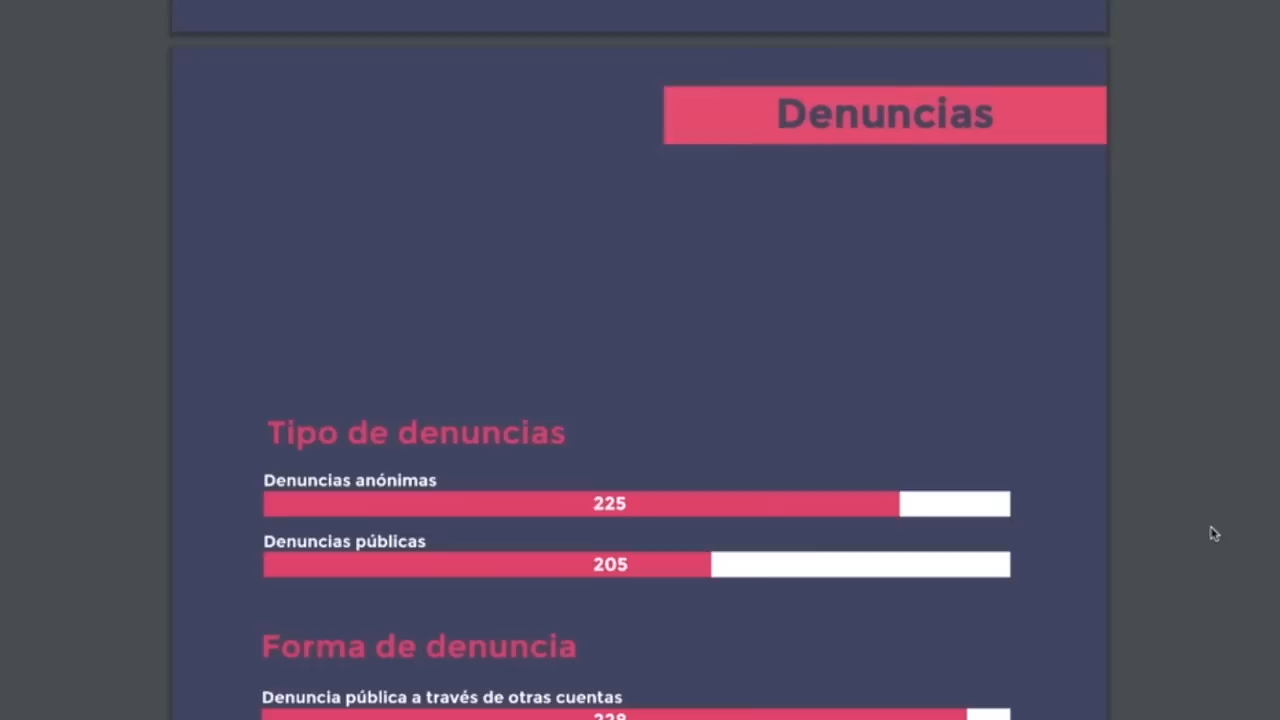 Denuncias
Tipo de denuncias
Denuncias anónimas
225
Denuncias públicas
205
Forma de denuncia
Denuncia pública a través de otras cuentas